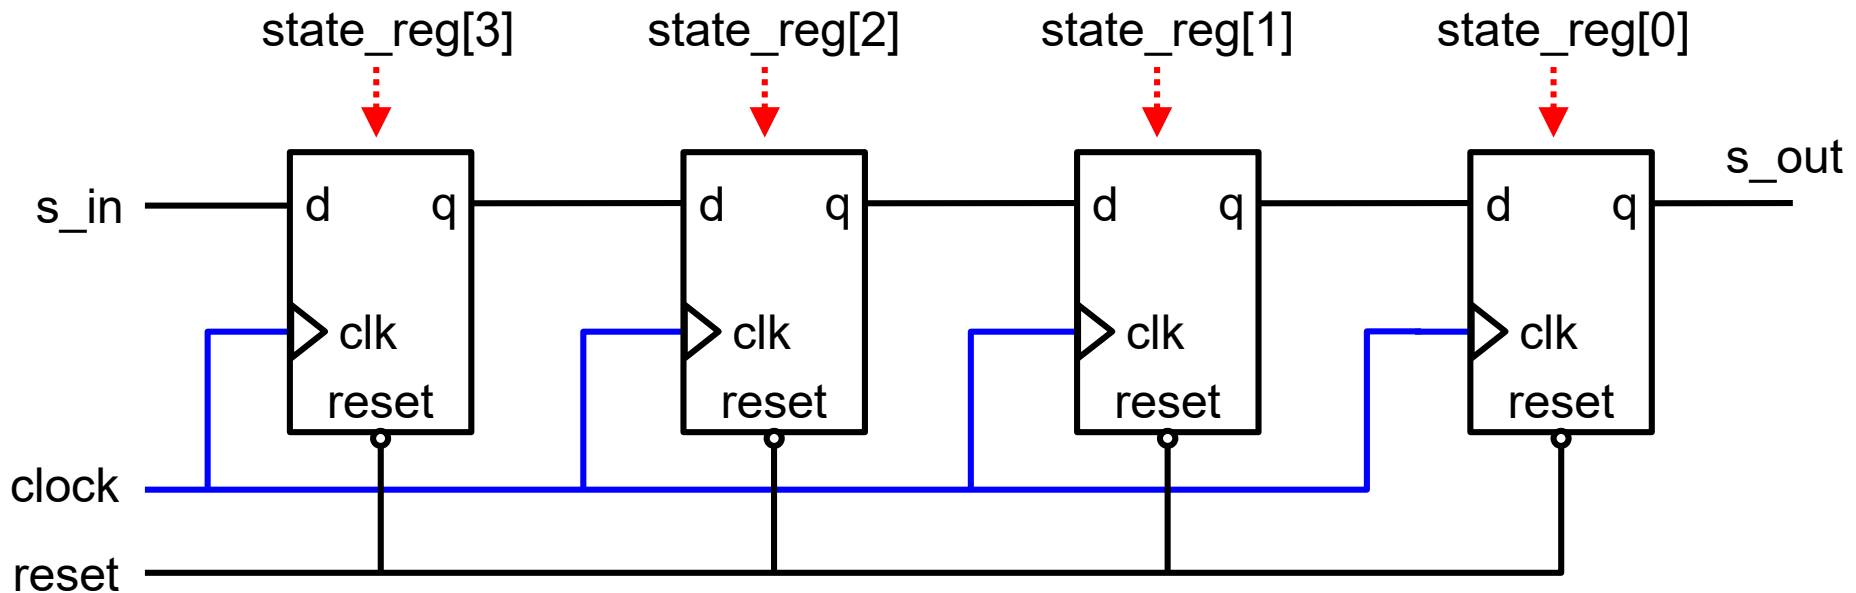 state_reg[3] state_reg[2] state_reg[1] state_reg[0]
s_out
s_in d q d q d q d q
clk clk clk clk
reset reset reset reset
clock
reset